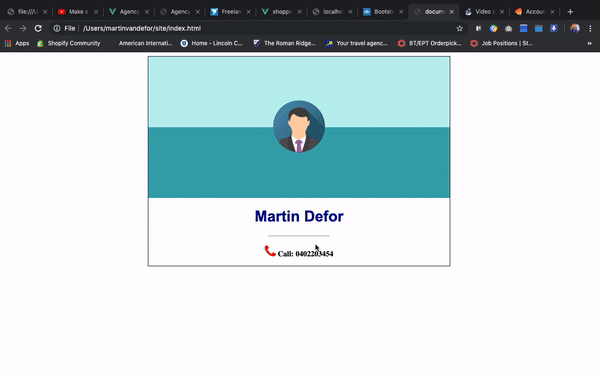 file:///U
Make a
Agency
Agency
Freelan
shoppi
localho
Bootstr
docume
Video t
Accoun
File | /Users/martinvandefor/site/index.html
Apps Shopify Community American Internati... Home - Lincoln C... The Roman Ridge... Your travel agenc... BT/EPT Orderpick... Job Positions | St...
Martin Defor
Call: 0402203454